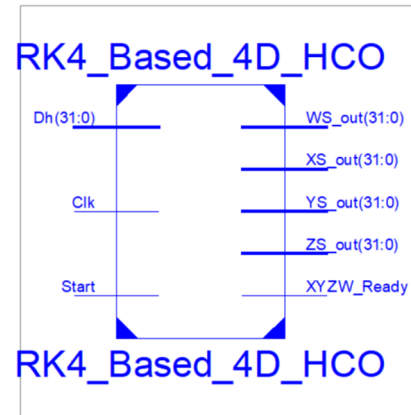 RK4_Based_4D_HCO
Dh(31:0)
WS_out(31:0)
XS_out(31:0)
Clk
YS_out(31:0)
ZS_out(31:0)
Start
XYZW_Ready
RK4_Based_4D_HCO